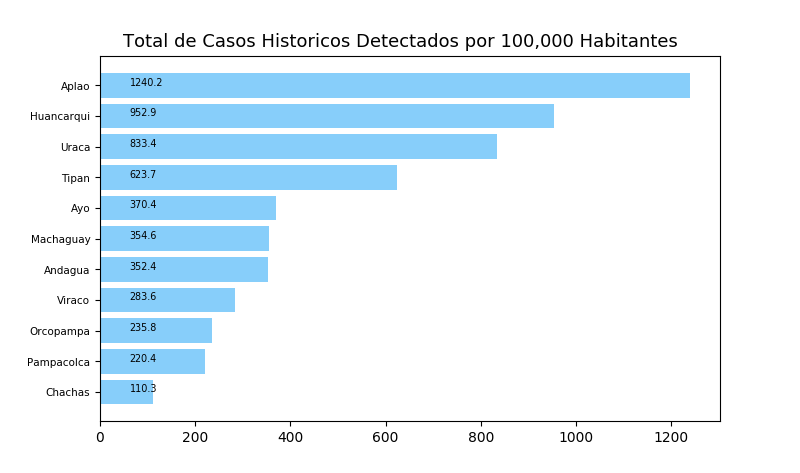 Total de Casos Historicos Detectados por 100,000 Habitantes
Aplao 1240.2
Huancarqui 952.9
Uraca 833.4
Tipan 623.7
Ayo 370.4
Machaguay 354.6
Andagua 352.4
Viraco 283.6
Orcopampa 235.8
Pampacolca 220.4
Chachas 110.3
0 200 400 600 800 1000 1200